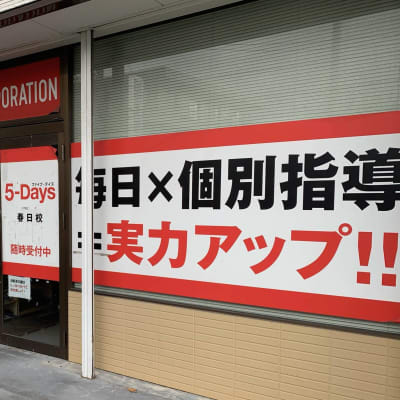 PORATION
ファイブ・デイズ
5-Days
春日校
随時受付中
毎日×個別指導
=実力アップ!!